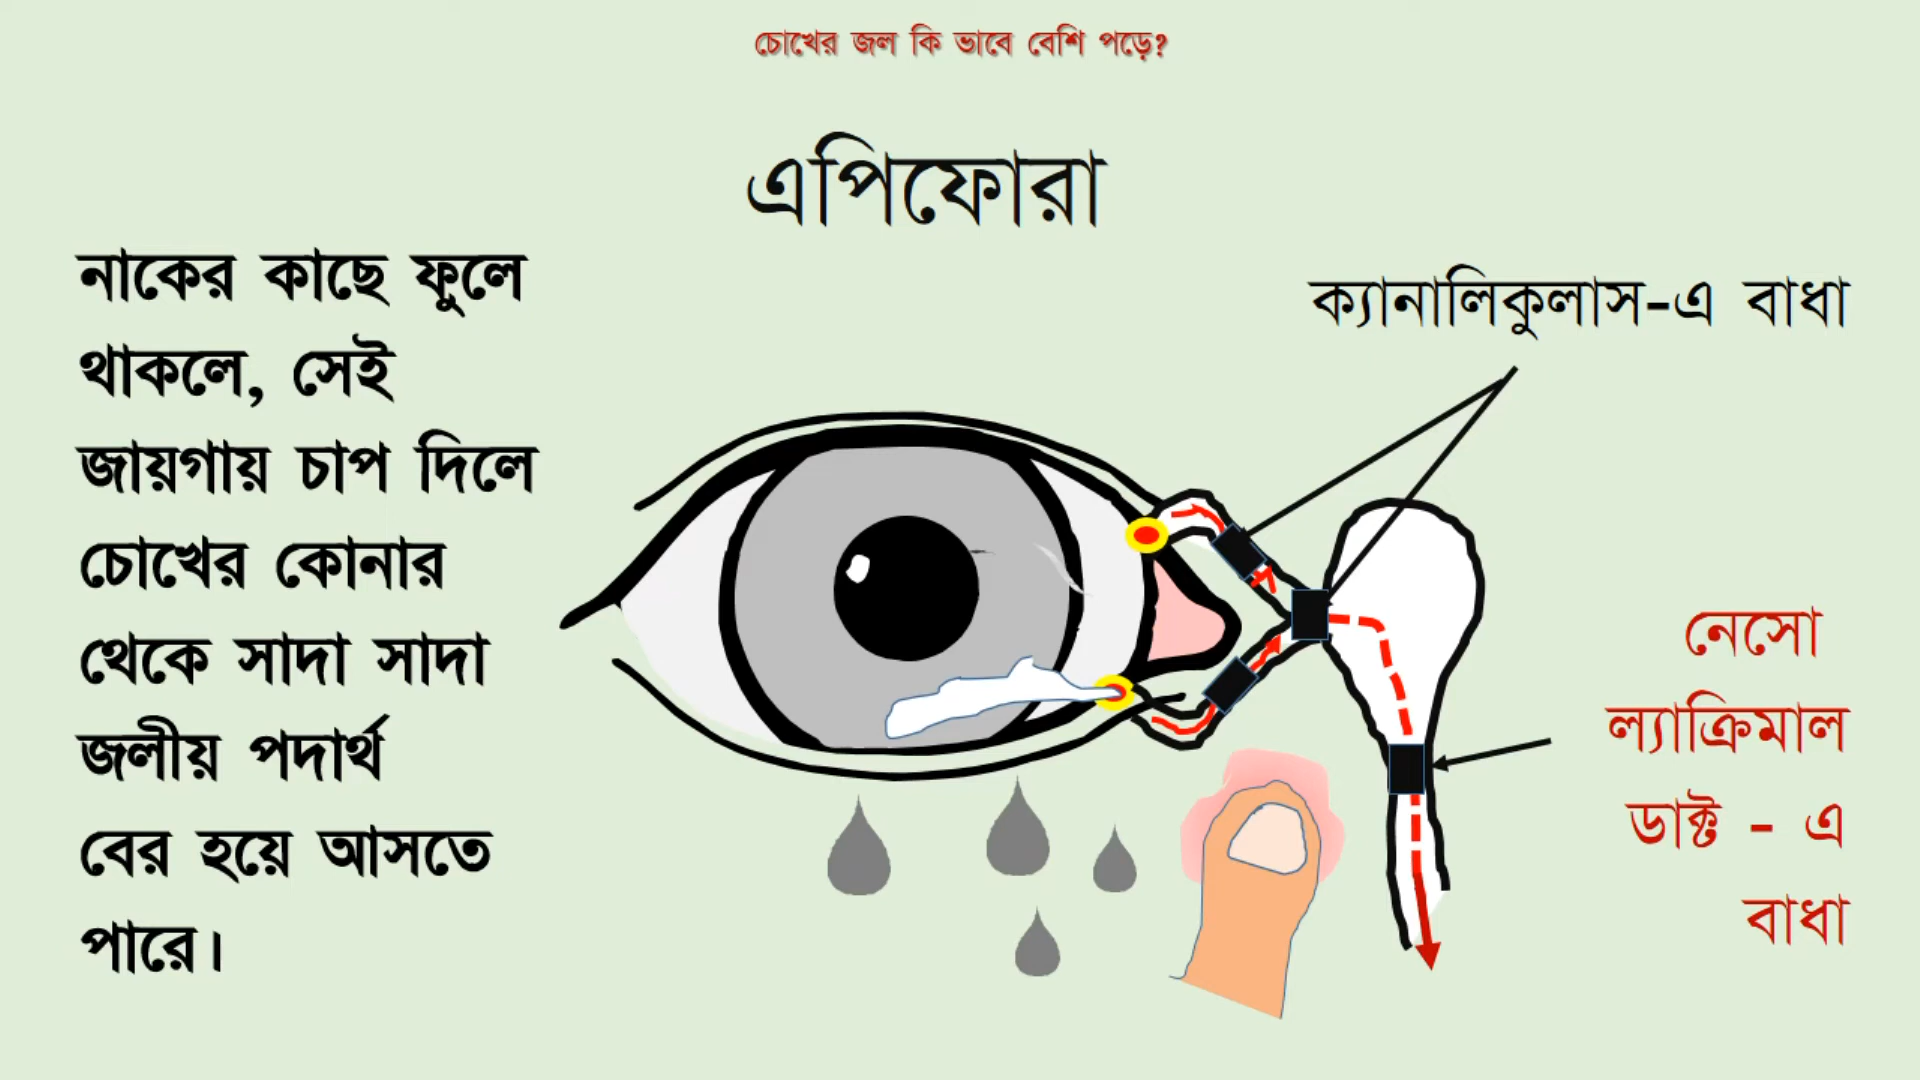 চোখের জল কি ভাবে বেশি পড়ে?
এপিফোরা
নাকের কাছে ফুলে
থাকলে, সেই
জায়গায় চাপ দিলে
চোখের কোনার
থেকে সাদা সাদা
জলীয় পদার্থ
বের হয়ে আসতে
পারে।
ক্যানালিকুলাস-এ বাধা
নেসো
ল্যাক্রিমাল
ডাক্ট - এ
বাধা